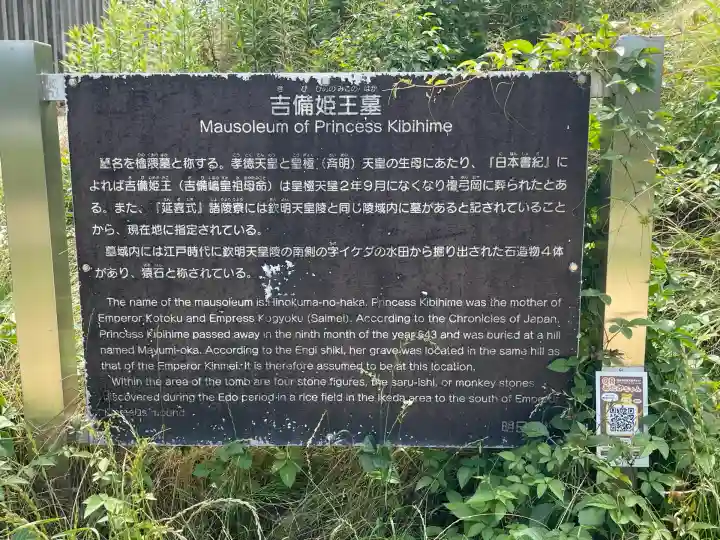 吉備姫王墓
Mausoleum of Princess Kibihime
墓名を檜隈墓と称する。孝徳天皇と皇極（斉明）天皇の生母にあたり、『日本書紀』に
よれば吉備姫王（吉備嶋皇祖母命）は皇極天皇２年９月になくなり檀弓岡に葬られたとあ
る。また、『延喜式』諸陵寮には欽明天皇陵と同じ陵域内に墓があると記されていること
から、現在地に指定されている。
墓域内には江戸時代に欽明天皇陵の南側の字イケダの水田から掘り出された石造物４体
があり、猿石と称されている。
The name of the mausoleum is Hinokuma-no-haka. Princess Kibihime was the mother of
Emperor Kotoku and Empress Kogyoku (Saimei). According to the Chronicles of Japan,
Princess Kibihime passed away in the ninth month of the year 643 and was buried at a hill
named Mayumi-oka. According to the Engi shiki, her grave was located in the same hill as
that of the Emperor Kinmei. It is therefore assumed to be at this location.
Within the area of the tomb are four stone figures, the saru-ishi, or monkey stones
discovered during the Edo period in a rice field in the Ikeda area to the south of Emperor
mound
明日